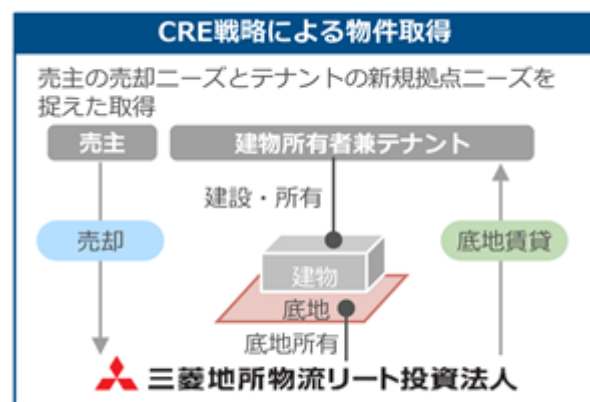 CRE戦略による物件取得
売主の売却ニーズとテナントの新規拠点ニーズを
捉えた取得
売主
建物所有者兼テナント
建設・所有
売却
底地賃貸
建物
底地
底地所有
三菱地所物流リート投資法人